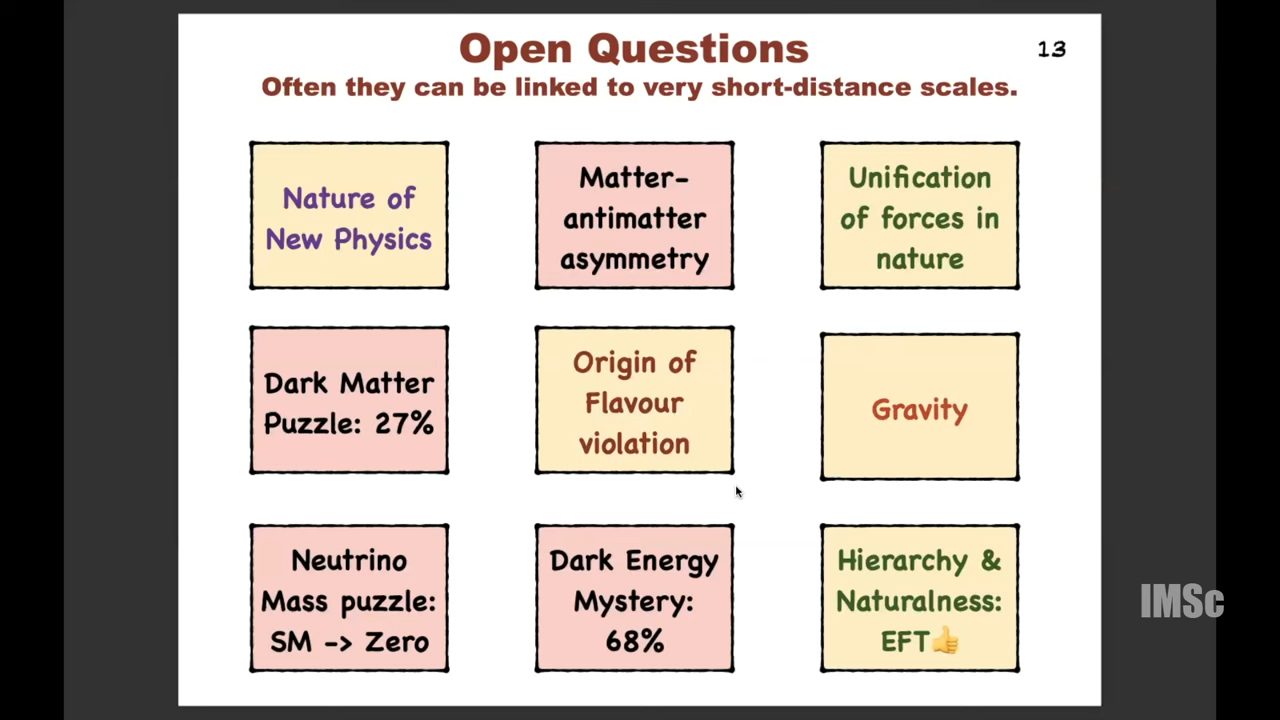 Open Questions
13
Often they can be linked to very short-distance scales.
Nature of
New Physics
Matter-
antimatter
asymmetry
Unification
of forces in
nature
Dark Matter
Puzzle: 27%
Origin of
Flavour
violation
Gravity
Neutrino
Mass puzzle:
SM -> Zero
Dark Energy
Mystery:
68%
Hierarchy &
Naturalness:
EFT👍
IMSc